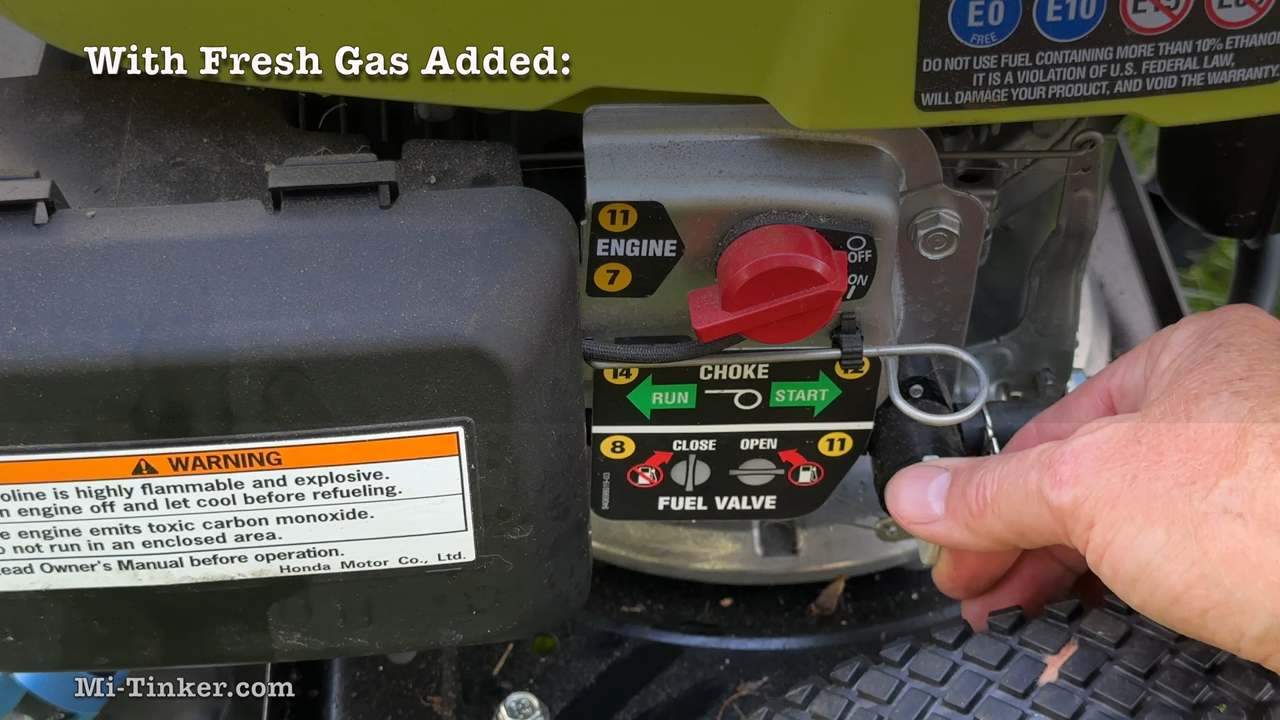 With Fresh Gas Added:
E0
E10
E15
FREE
DO NOT USE FUEL CONTAINING MORE THAN 10% ETHANOL
IT IS A VIOLATION OF U.S. FEDERAL LAW,
WILL DAMAGE YOUR PRODUCT, AND VOID THE WARRANTY.
11
ENGINE
7
OFF
ON
14
CHOKE
12
RUN
START
8
CLOSE
OPEN
11
FUEL VALVE
WARNING
oline is highly flammable and explosive.
n engine off and let cool before refueling.
e engine emits toxic carbon monoxide.
o not run in an enclosed area.
ead Owner's Manual before operation.
Honda Motor Co., Ltd.
Mi-Tinker.com